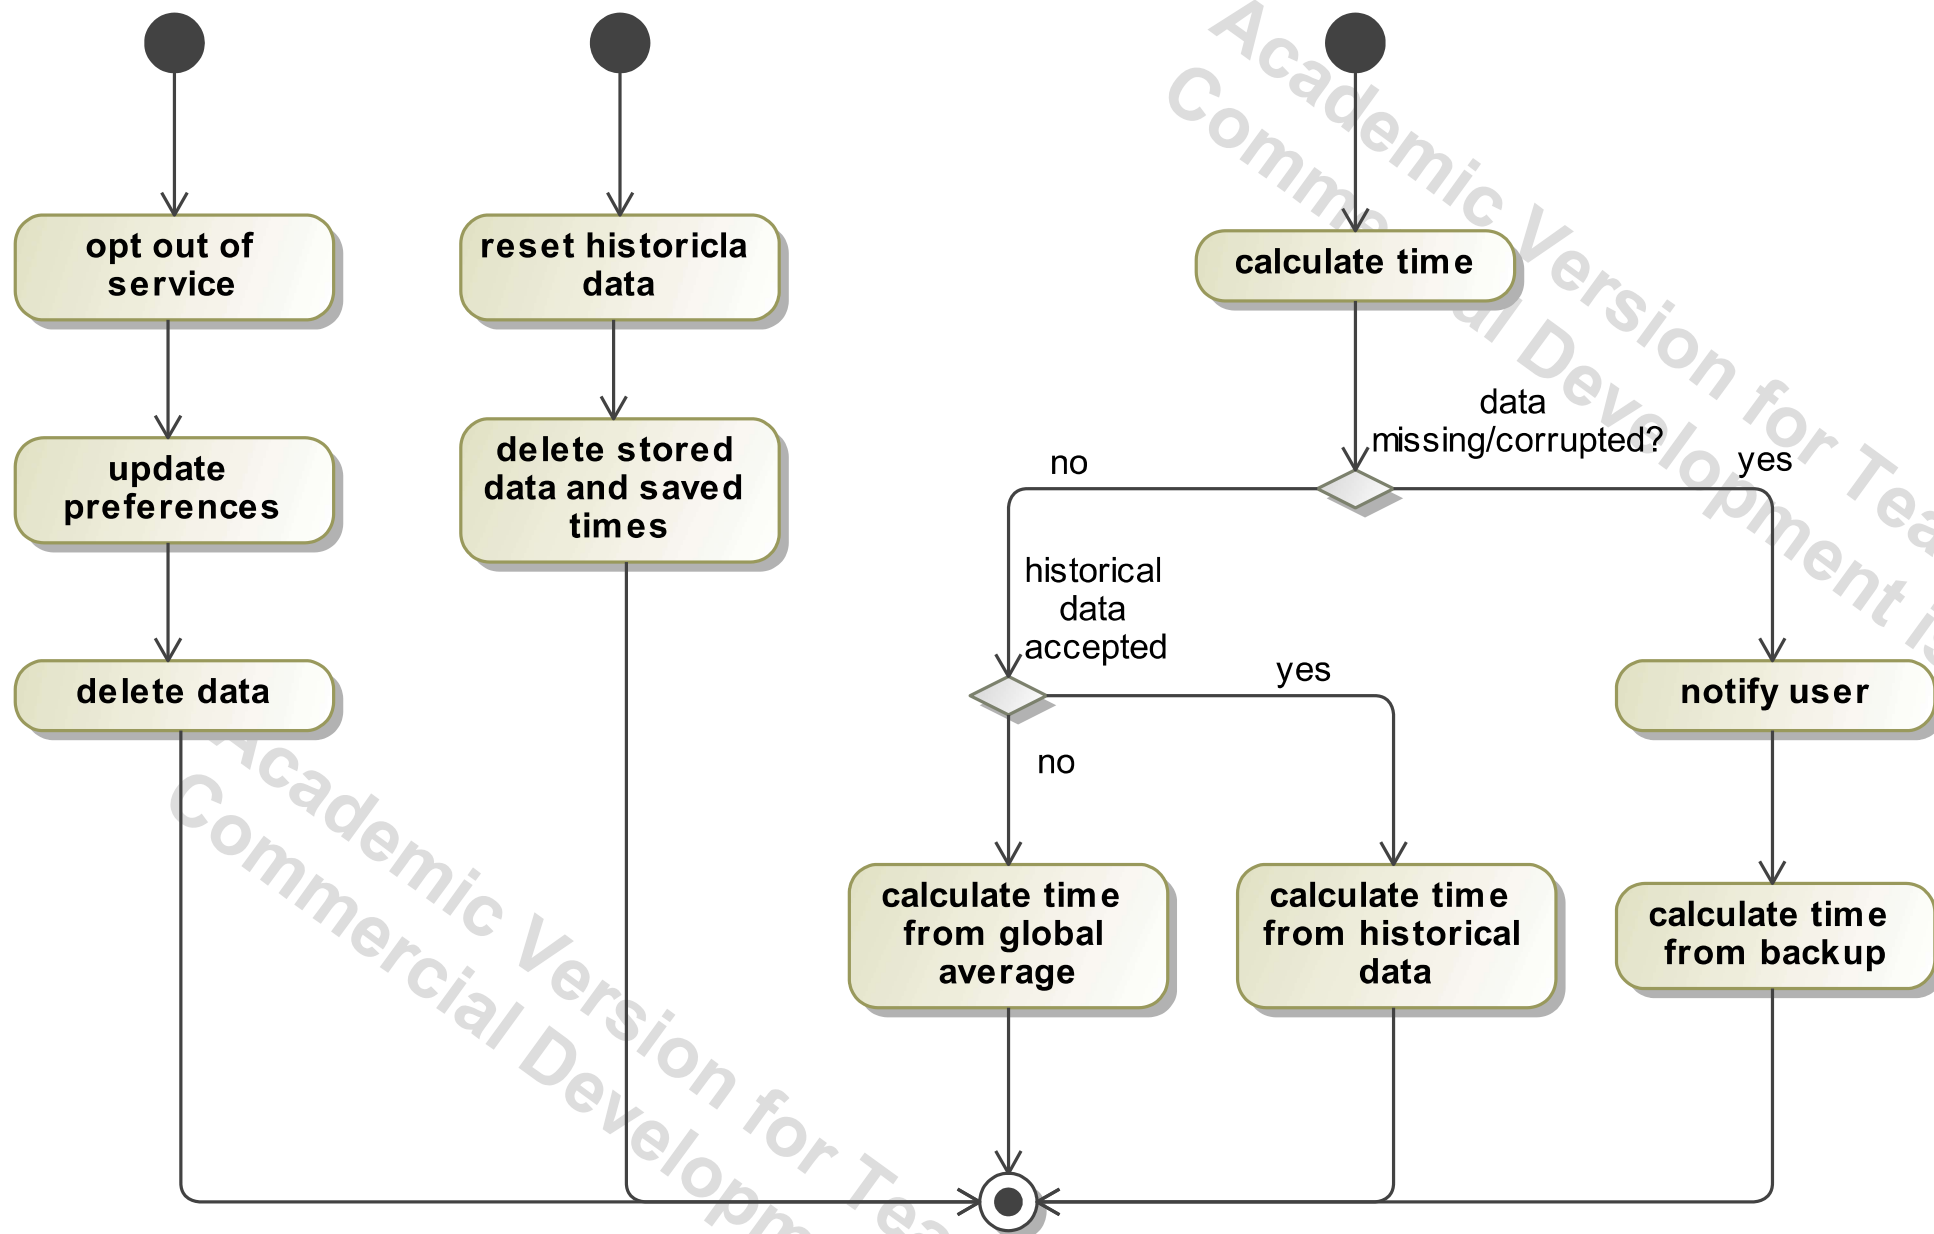 opt out of
service
update
preferences
delete data
reset historicla
data
delete stored
data and saved
times
calculate time
data
missing/corrupted?
no
yes
historical
data
accepted
yes
no
notify user
calculate time
from global
average
calculate time
from historical
data
calculate time
from backup
Academic Version for Tea
Development is
Academic Version for Tea
Commercial Developm